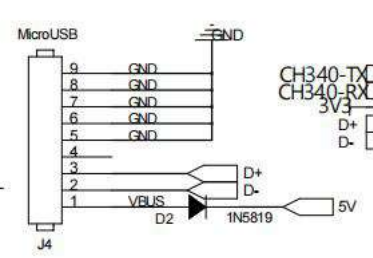 MicroUSB
GND
9 GND
8 GND
7 GND
6 GND
5 GND
4
3 D+
2 D-
1 VBUS
D2
1N5819
5V
J4
CH340-TX
CH340-RX
3V3
D+
D-